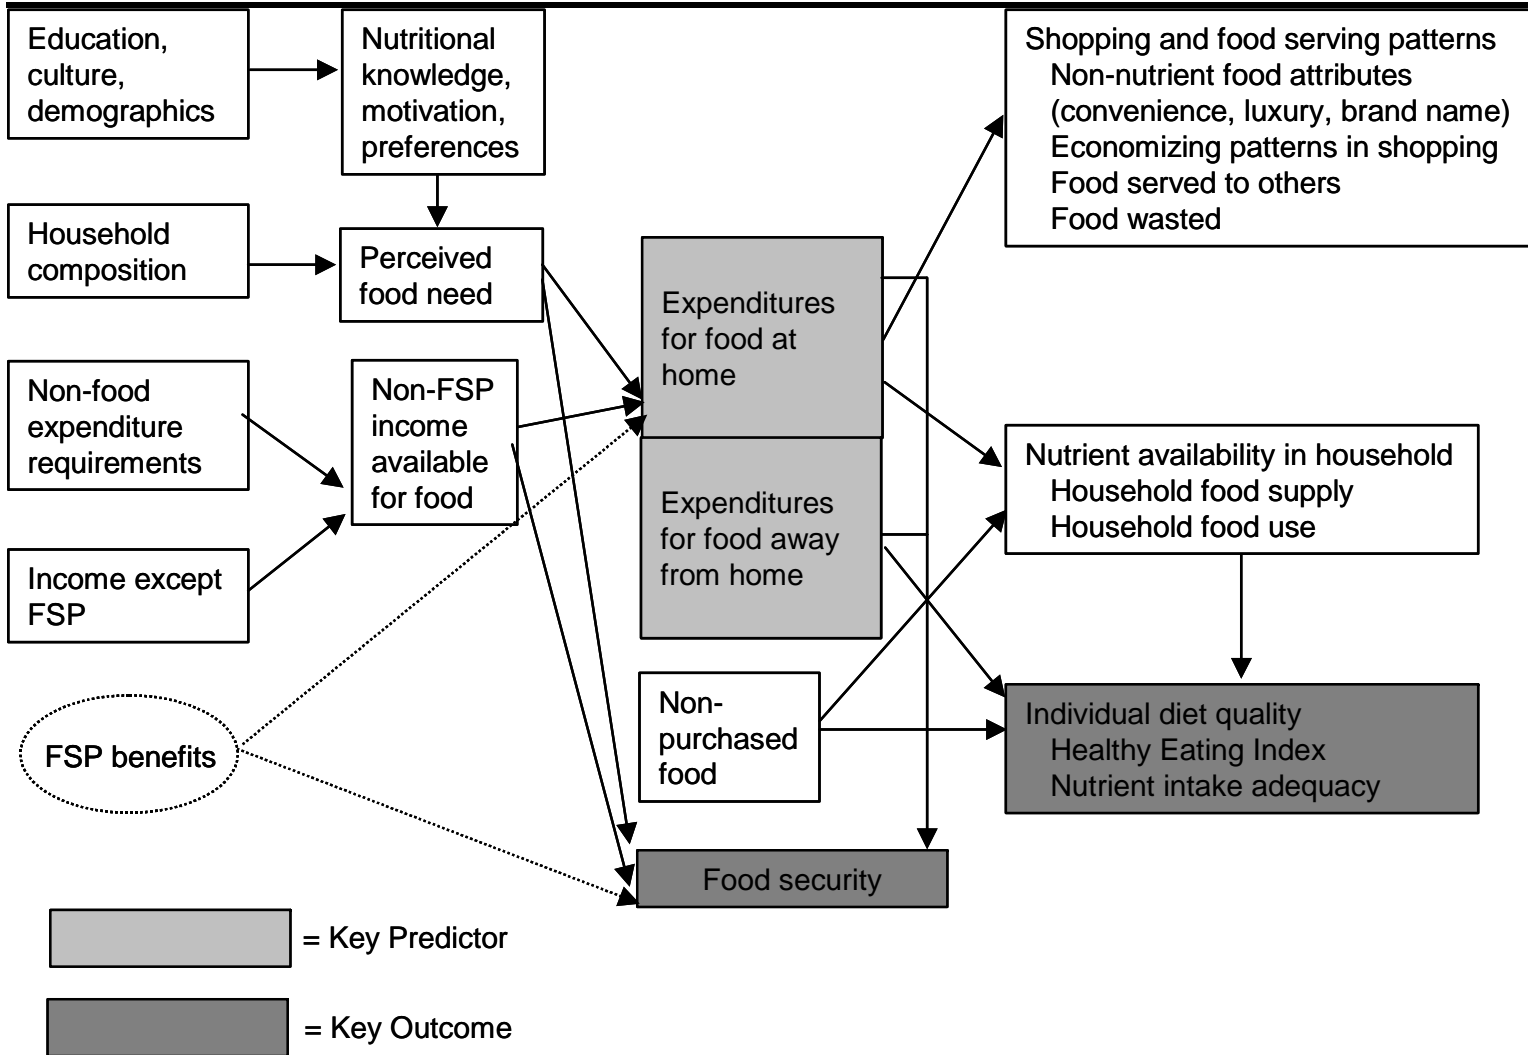 Education,
culture,
demographics
Nutritional
knowledge,
motivation,
preferences
Shopping and food serving patterns
Non-nutrient food attributes
(convenience, luxury, brand name)
Economizing patterns in shopping
Food served to others
Food wasted
Household
composition
Perceived
food need
Expenditures
for food at
home
Non-food
expenditure
requirements
Non-FSP
income
available
for food
Expenditures
for food away
from home
Nutrient availability in household
Household food supply
Household food use
Income except
FSP
FSP benefits
Non-
purchased
food
Individual diet quality
Healthy Eating Index
Nutrient intake adequacy
Food security
= Key Predictor
= Key Outcome